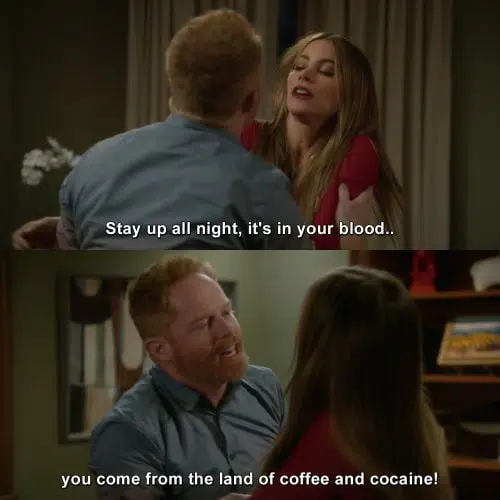 Stay up all night, it's in your blood..
you come from the land of coffee and cocaine!